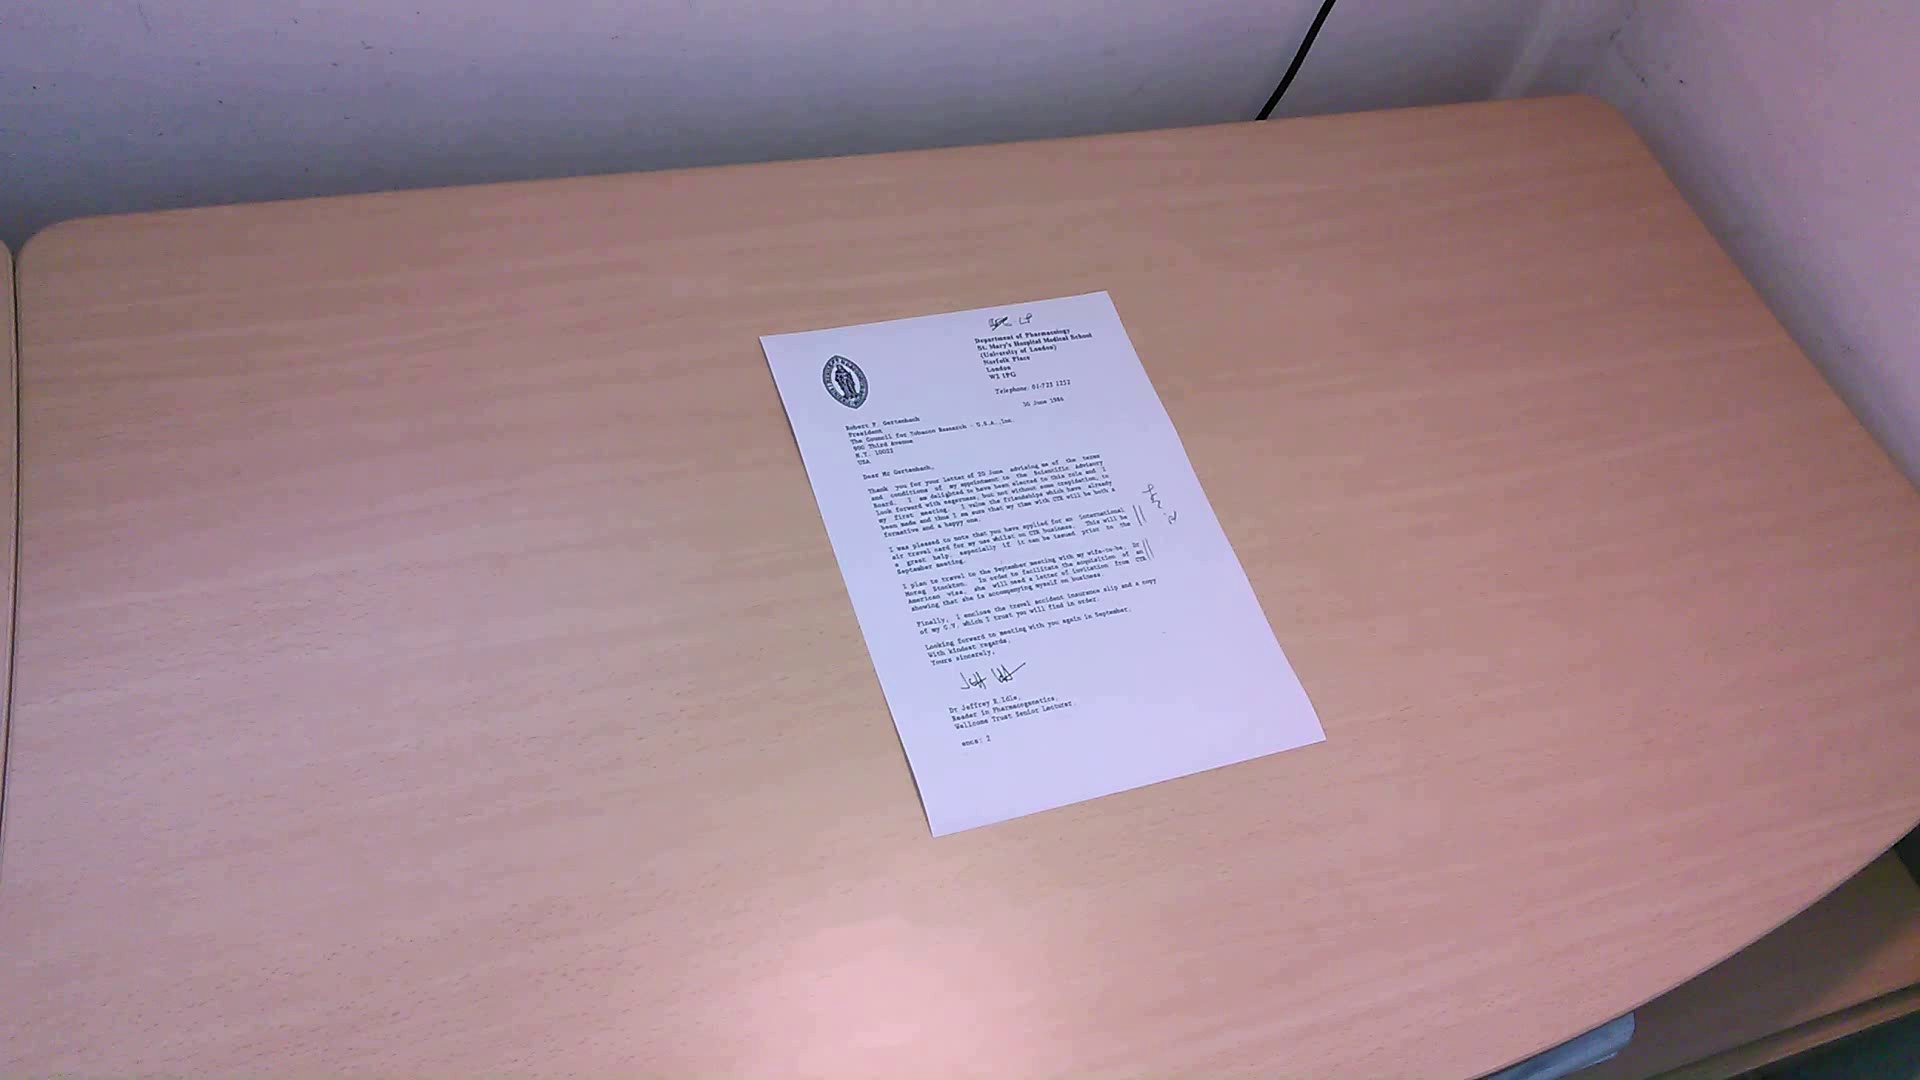 Department of Pharmacology
St. Mary's Hospital Medical School
(University of London)
Norfolk Place
London
W2 1PG
Telephone: 01-723 1252
30 June 1986
Robert F. Gertenbach
President
The Council for Tobacco Research - U.S.A., Inc.
900 Third Avenue
N.Y. 10022
USA
Dear Mr Gertenbach,
Thank you for your letter of 20 June advising me of the terms
and conditions of my appointment to the Scientific Advisory
Board. I am delighted to have been elected to this role and I
look forward with eagerness, but not without some trepidation, to
my first meeting. I value the friendships which have already
been made and thus I am sure that my time with CTR will be both a
formative and a happy one.
I was pleased to note that you have applied for an international
air travel card for my use whilst on CTR business. This will be
a great help, especially if it can be issued prior to the
September meeting.
I plan to travel to the September meeting with my wife-to-be, Dr
Morag Stockton. In order to facilitate the acquisition of an
American visa, she will need a letter of invitation from CTR
showing that she is accompanying myself on business.
Finally, I enclose the travel accident insurance slip and a copy
of my C.V. which I trust you will find in order.
Looking forward to meeting with you again in September.
With kindest regards.
Yours sincerely,
Dr Jeffrey R Idle,
Reader in Pharmacogenetics.
Wellcome Trust Senior Lecturer.
encs: 2